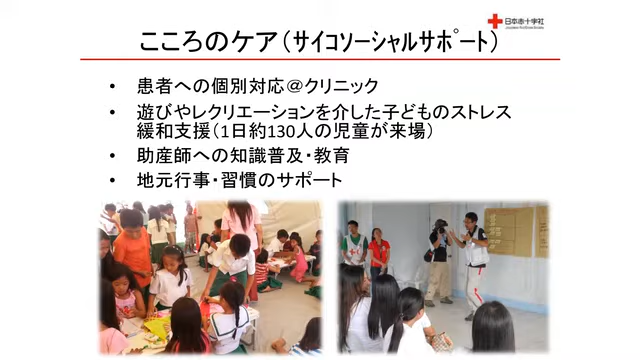 日本赤十字社
こころのケア(ｻｲｺｿｰｼｬﾙｻﾎﾟｰﾄ)
• 患者への個別対応＠クリニック
• 遊びやレクリエーションを介した子どものストレス
緩和支援(1日約130人の児童が来場)
• 助産師への知識普及・教育
• 地元行事・習慣のサポート